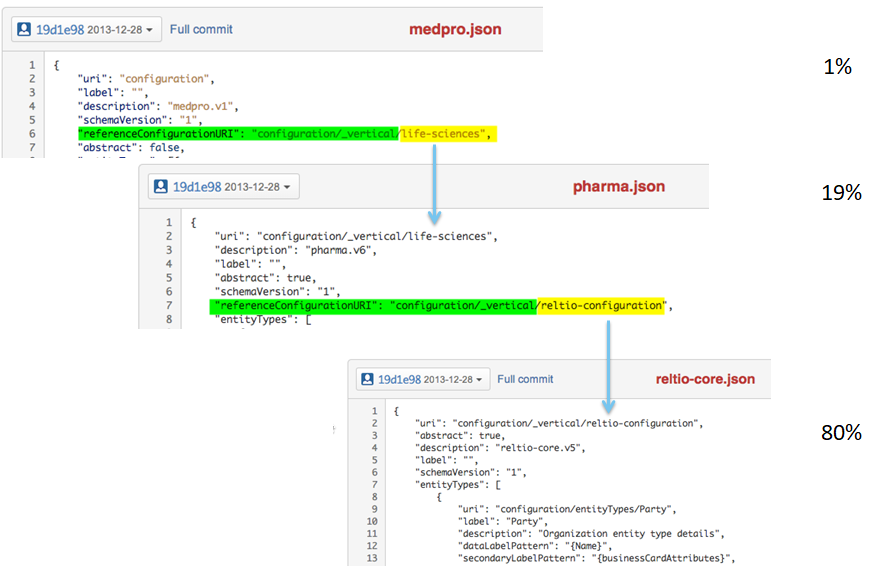 19d1e98 2013-12-28 Full commit medpro.json
1%
1 {
2 "uri": "configuration",
3 "label": "",
4 "description": "medpro.v1",
5 "schemaVersion": "1",
6 "referenceConfigurationURI": "configuration/_vertical/life-sciences",
7 "abstract": false,
19d1e98 2013-12-28 pharma.json
19%
1 {
2 "uri": "configuration/_vertical/life-sciences",
3 "description": "pharma.v6",
4 "label": "",
5 "abstract": true,
6 "schemaVersion": "1",
7 "referenceConfigurationURI": "configuration/_vertical/reltio-configuration",
8 "entityTypes": [
19d1e98 2013-12-28 Full commit reltio-core.json
80%
1 {
2 "uri": "configuration/_vertical/reltio-configuration",
3 "abstract": true,
4 "description": "reltio-core.v5",
5 "label": "",
6 "schemaVersion": "1",
7 "entityTypes": [
8 {
9 "uri": "configuration/entityTypes/Party",
10 "label": "Party",
11 "description": "Organization entity type details",
12 "dataLabelPattern": "{Name}",
13 "secondaryLabelPattern": "{businessCardAttributes}",